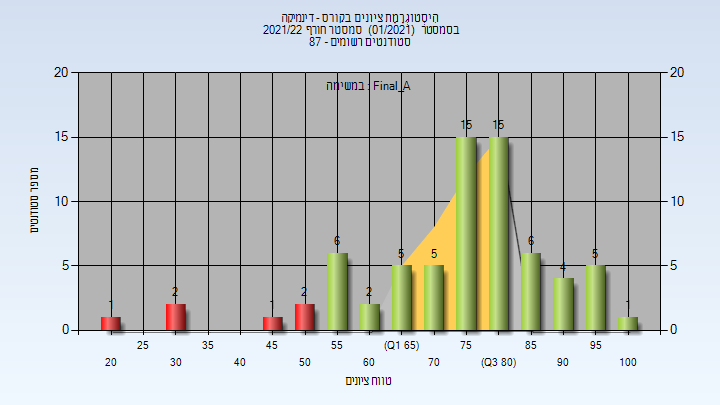 היסטוגרמת ציונים בקורס - דינמיקה
בסמסטר (01/2021) סמסטר חורף 2021/22
סטודנטים רשומים - 87
במשימה : Final_A
מספר סטודנטים
20 20
15 15
10 10
5 5
0 0
1 2 1 2 6 2 5 5 15 15 6 4 5 1
25 35 45 55 (Q1 65) 75 85 95
20 30 40 50 60 70 (Q3 80) 90 100
טווח ציונים